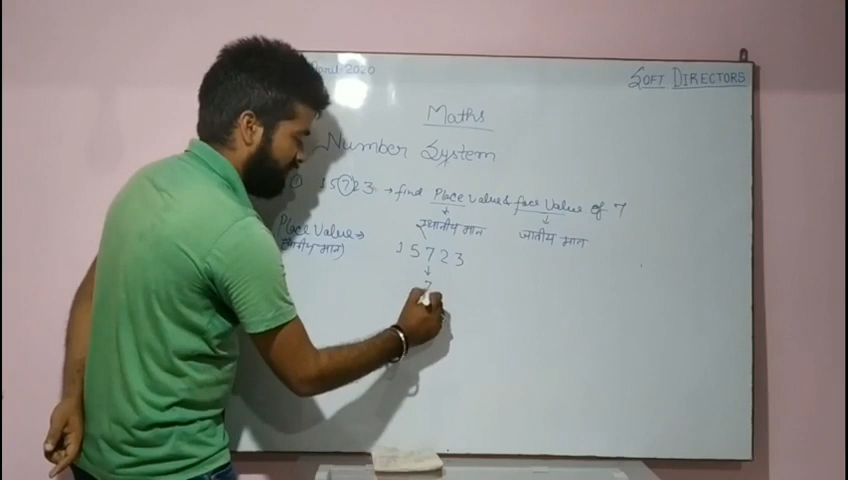 April 2020
SOFT DIRECTORS
Maths
Number System
15723 → find Place Value & face Value of 7
स्थानीय मान जातीय मान
Place Value →
स्थानीय मान)
15723
7